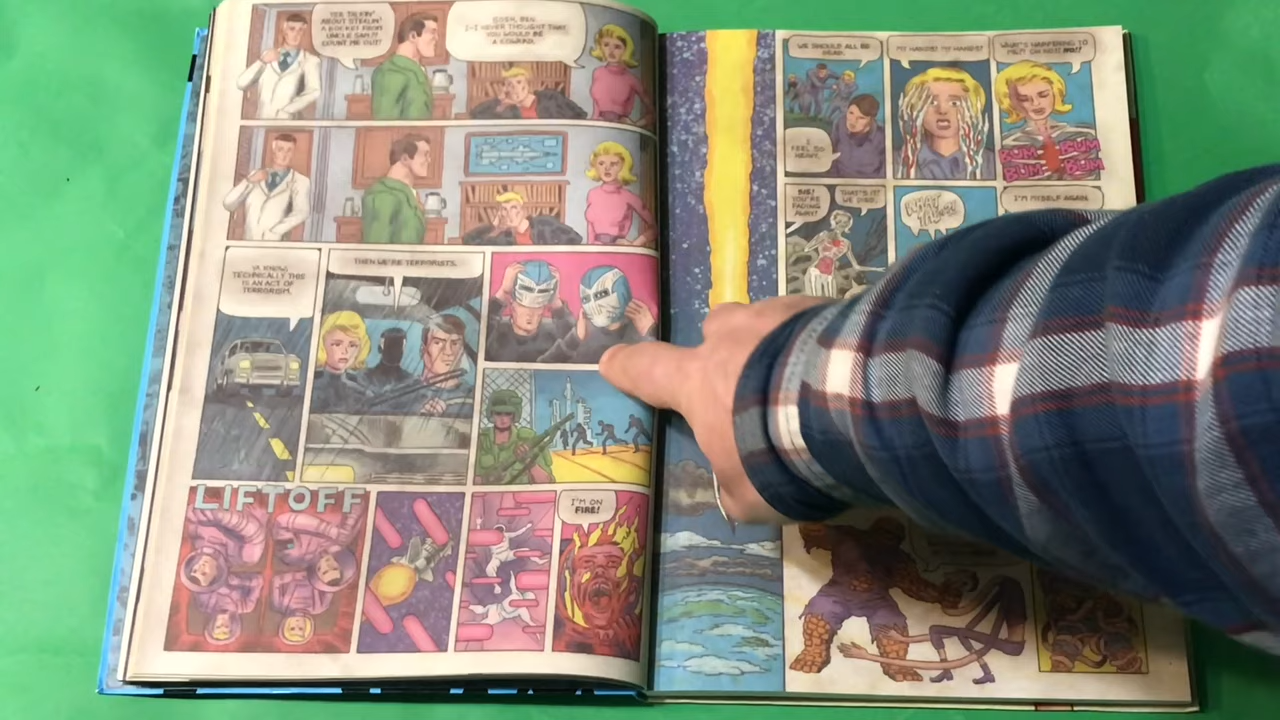 YER TALKIN'
ABOUT STEALIN'
A ROCKET FROM
UNCLE SAM!!
COUNT ME OUT!
GOSH, BEN.
I-I NEVER THOUGHT THAT
YOU WOULD BE
A COWARD.
YA KNOW,
TECHNICALLY THIS
IS AN ACT OF
TERRORISM.
THEN WE'RE TERRORISTS.
LIFTOFF
I'M ON
FIRE!
WE SHOULD ALL BE
DEAD.
I
FEEL SO
HEAVY.
MY HANDS! MY HANDS!
WHAT'S HAPPENING TO
ME?! OH NO!! NO!!
BUM BUM
BUM BUM
SUE!
YOU'RE
FADING
AWAY!
THAT'S IT!
WE DIED.
I'M MYSELF AGAIN.